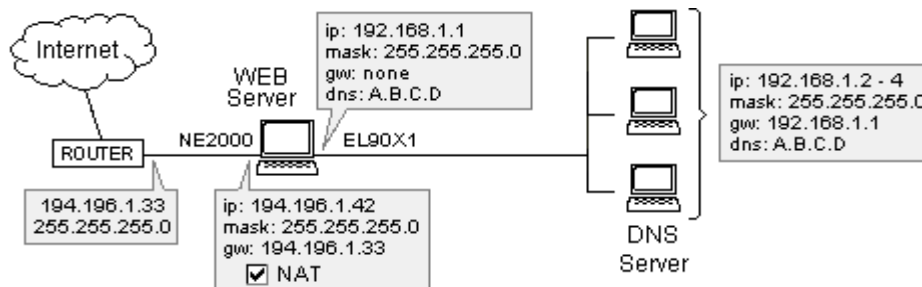 Internet
ROUTER
194.196.1.33
255.255.255.0
NE2000
WEB
Server
ip: 192.168.1.1
mask: 255.255.255.0
gw: none
dns: A.B.C.D
EL90X1
ip: 194.196.1.42
mask: 255.255.255.0
gw: 194.196.1.33
NAT
ip: 192.168.1.2 - 4
mask: 255.255.255.0
gw: 192.168.1.1
dns: A.B.C.D
DNS
Server